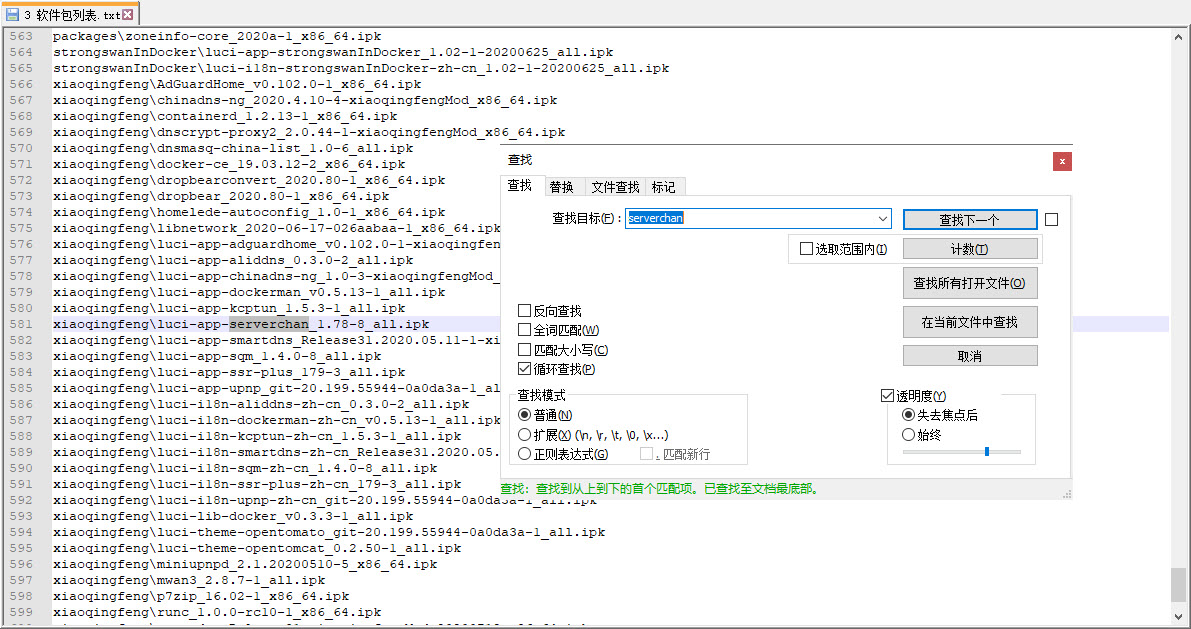 3 软件包列表.txt
563 packages\zoneinfo-core_2020a-1_x86_64.ipk
564 strongswanInDocker\luci-app-strongswanInDocker_1.02-1-20200625_all.ipk
565 strongswanInDocker\luci-i18n-strongswanInDocker-zh-cn_1.02-1-20200625_all.ipk
566 xiaoqingfeng\AdGuardHome_v0.102.0-1_x86_64.ipk
567 xiaoqingfeng\chinadns-ng_2020.4.10-4-xiaoqingfengMod_x86_64.ipk
568 xiaoqingfeng\containerd_1.2.13-1_x86_64.ipk
569 xiaoqingfeng\dnscrypt-proxy2_2.0.44-1-xiaoqingfengMod_x86_64.ipk
570 xiaoqingfeng\dnsmasq-china-list_1.0-6_all.ipk
571 xiaoqingfeng\docker-ce_19.03.12-2_x86_64.ipk
572 xiaoqingfeng\dropbearconvert_2020.80-1_x86_64.ipk
573 xiaoqingfeng\dropbear_2020.80-1_x86_64.ipk
574 xiaoqingfeng\homelede-autoconfig_1.0-1_x86_64.ipk
575 xiaoqingfeng\libnetwork_2020-06-17-026aabaa-1_x86_64.ipk
576 xiaoqingfeng\luci-app-adguardhome_v0.102.0-1-xiaoqingfen
577 xiaoqingfeng\luci-app-aliddns_0.3.0-2_all.ipk
578 xiaoqingfeng\luci-app-chinadns-ng_1.0-3-xiaoqingfengMod_
579 xiaoqingfeng\luci-app-dockerman_v0.5.13-1_all.ipk
580 xiaoqingfeng\luci-app-kcptun_1.5.3-1_all.ipk
581 xiaoqingfeng\luci-app-serverchan_1.78-8_all.ipk
582 xiaoqingfeng\luci-app-smartdns_Release31.2020.05.11-1-xi
583 xiaoqingfeng\luci-app-sqm_1.4.0-8_all.ipk
584 xiaoqingfeng\luci-app-ssr-plus_179-3_all.ipk
585 xiaoqingfeng\luci-app-upnp_git-20.199.55944-0a0da3a-1_al
586 xiaoqingfeng\luci-i18n-aliddns-zh-cn_0.3.0-2_all.ipk
587 xiaoqingfeng\luci-i18n-dockerman-zh-cn_v0.5.13-1_all.ipk
588 xiaoqingfeng\luci-i18n-kcptun-zh-cn_1.5.3-1_all.ipk
589 xiaoqingfeng\luci-i18n-smartdns-zh-cn_Release31.2020.05.
590 xiaoqingfeng\luci-i18n-sqm-zh-cn_1.4.0-8_all.ipk
591 xiaoqingfeng\luci-i18n-ssr-plus-zh-cn_179-3_all.ipk
592 xiaoqingfeng\luci-i18n-upnp-zh-cn_git-20.199.55944-0a0da3a-1_all.ipk
593 xiaoqingfeng\luci-lib-docker_v0.3.3-1_all.ipk
594 xiaoqingfeng\luci-theme-opentomato_git-20.199.55944-0a0da3a-1_all.ipk
595 xiaoqingfeng\luci-theme-opentomcat_0.2.50-1_all.ipk
596 xiaoqingfeng\miniupnpd_2.1.20200510-5_x86_64.ipk
597 xiaoqingfeng\mwan3_2.8.7-1_all.ipk
598 xiaoqingfeng\p7zip_16.02-1_x86_64.ipk
599 xiaoqingfeng\runc_1.0.0-rc10-1_x86_64.ipk
查找
查找 替换 文件查找 标记
查找目标(F): serverchan 查找下一个
选取范围内(I) 计数(T)
查找所有打开文件(O)
在当前文件中查找
取消
反向查找
全词匹配(W)
匹配大小写(C)
循环查找(P)
查找模式
普通(N)
扩展(X) (\n, \r, \t, \0, \x...)
正则表达式(G) . 匹配新行
透明度(Y)
失去焦点后
始终
查找: 查找到从上到下的首个匹配项。已查找至文档最底部。